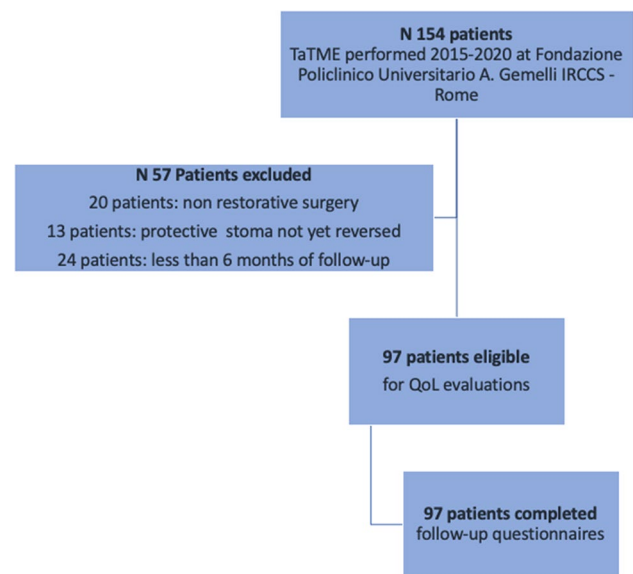 N 154 patients
TaTME performed 2015-2020 at Fondazione
Policlinico Universitario A. Gemelli IRCCS -
Rome
N 57 Patients excluded
20 patients: non restorative surgery
13 patients: protective stoma not yet reversed
24 patients: less than 6 months of follow-up
97 patients eligible
for QoL evaluations
97 patients completed
follow-up questionnaires